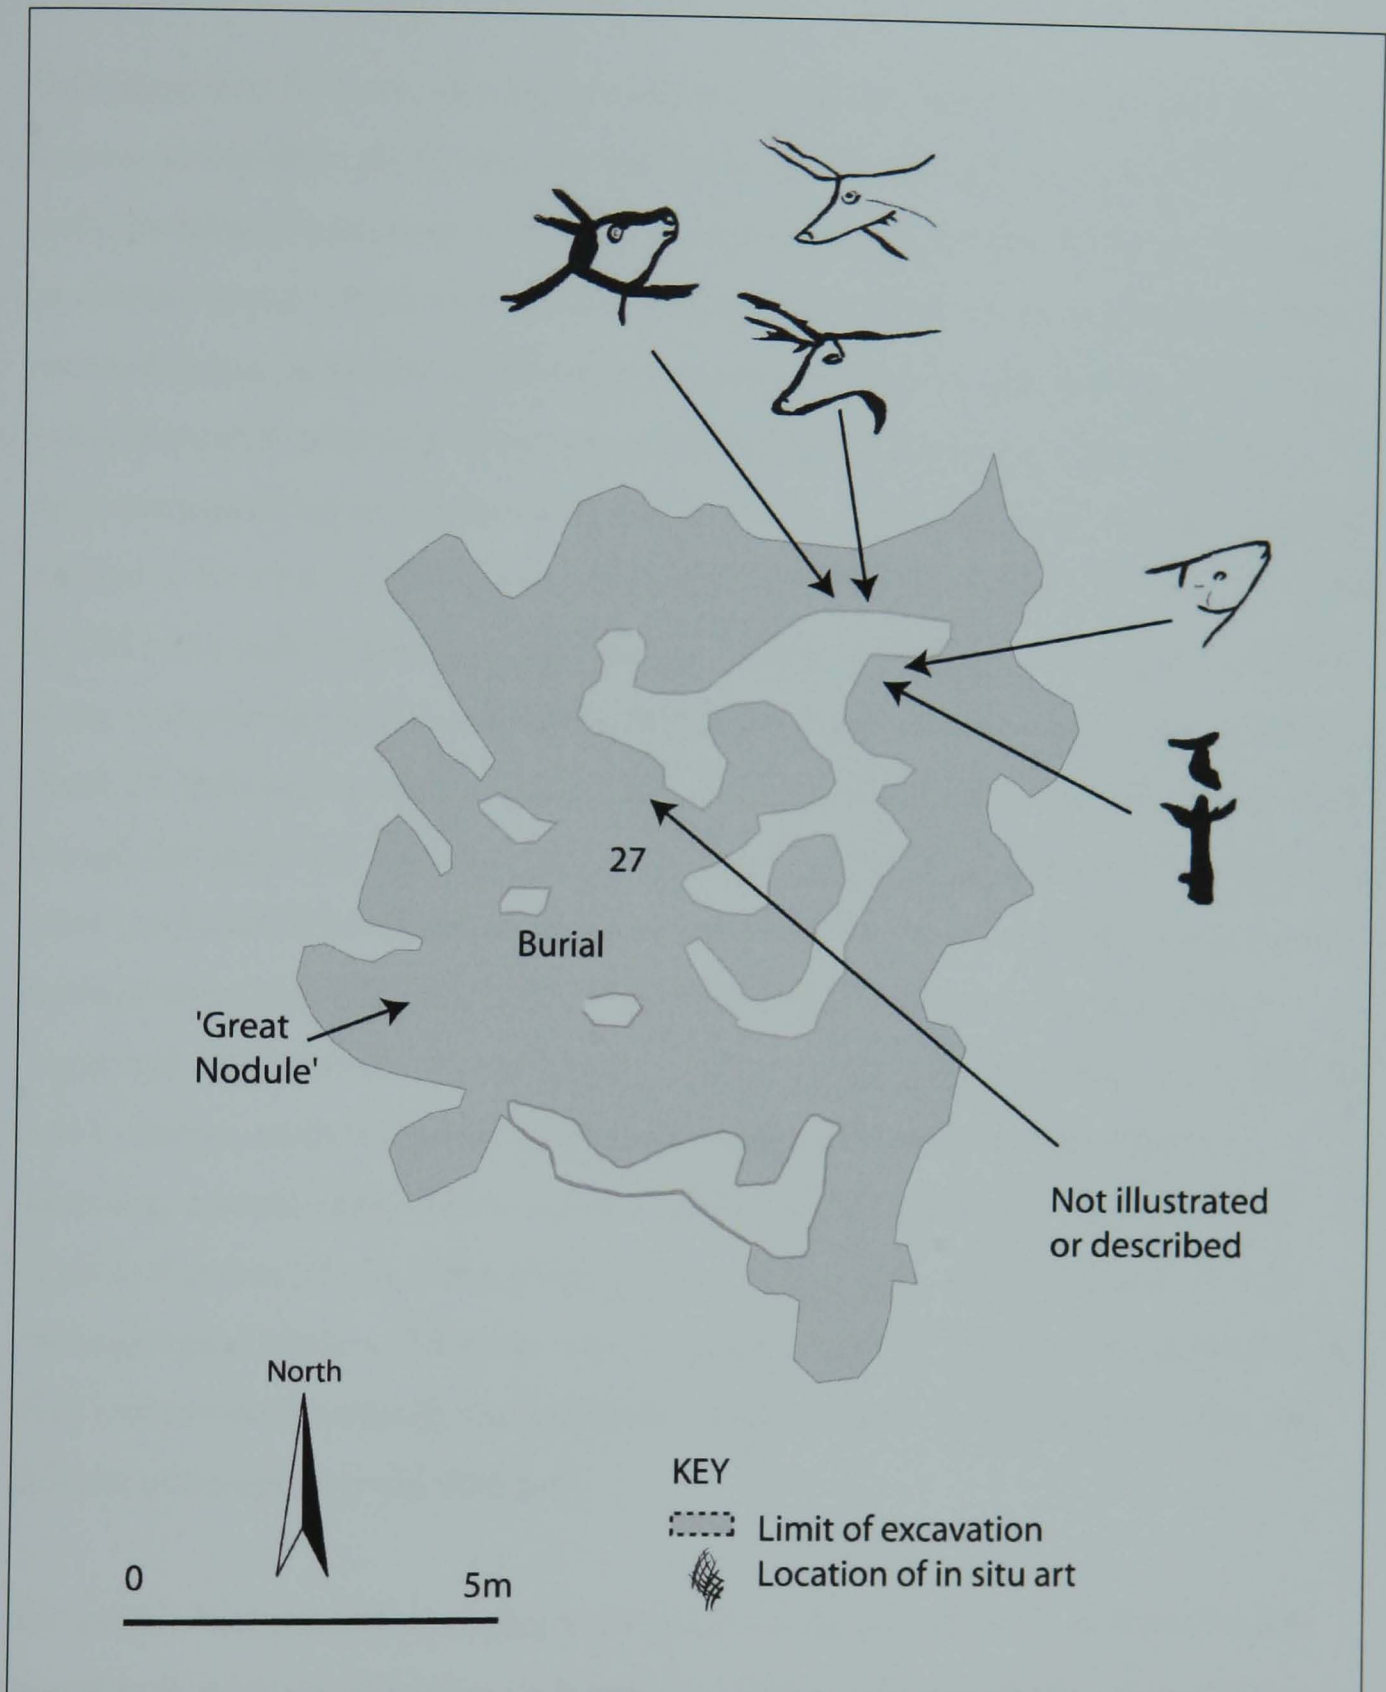 27
Burial
'Great
Nodule'
Not illustrated
or described
North
0 5m
KEY
Limit of excavation
Location of in situ art